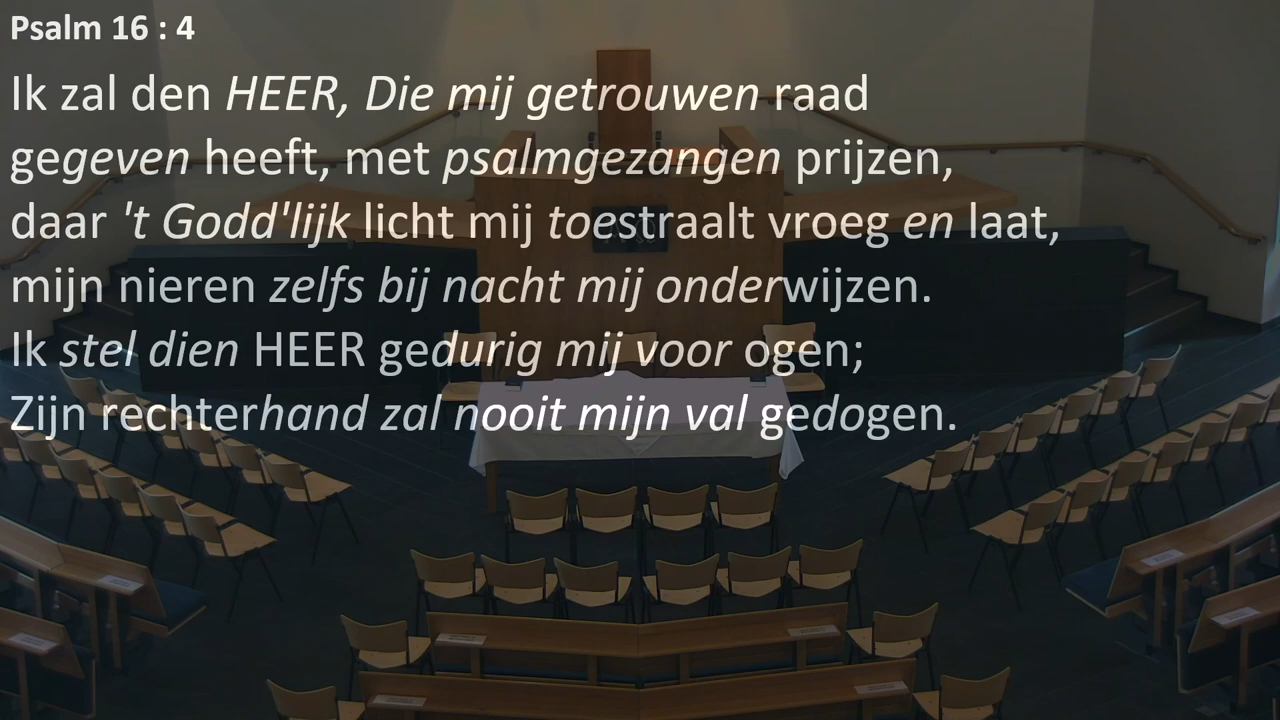 Psalm 16 : 4
Ik zal den HEER, Die mij getrouwen raad
gegeven heeft, met psalmgezangen prijzen,
daar 't Godd'lijk licht mij toestraalt vroeg en laat,
mijn nieren zelfs bij nacht mij onderwijzen.
Ik stel dien HEER gedurig mij voor ogen;
Zijn rechterhand zal nooit mijn val gedogen.